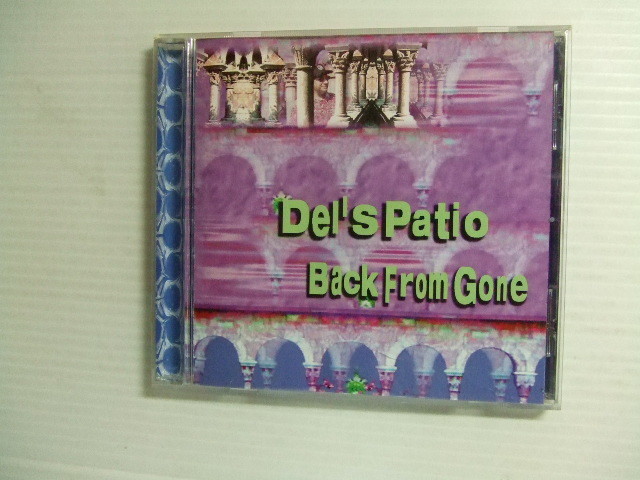 Del's Patio
Back From Gone